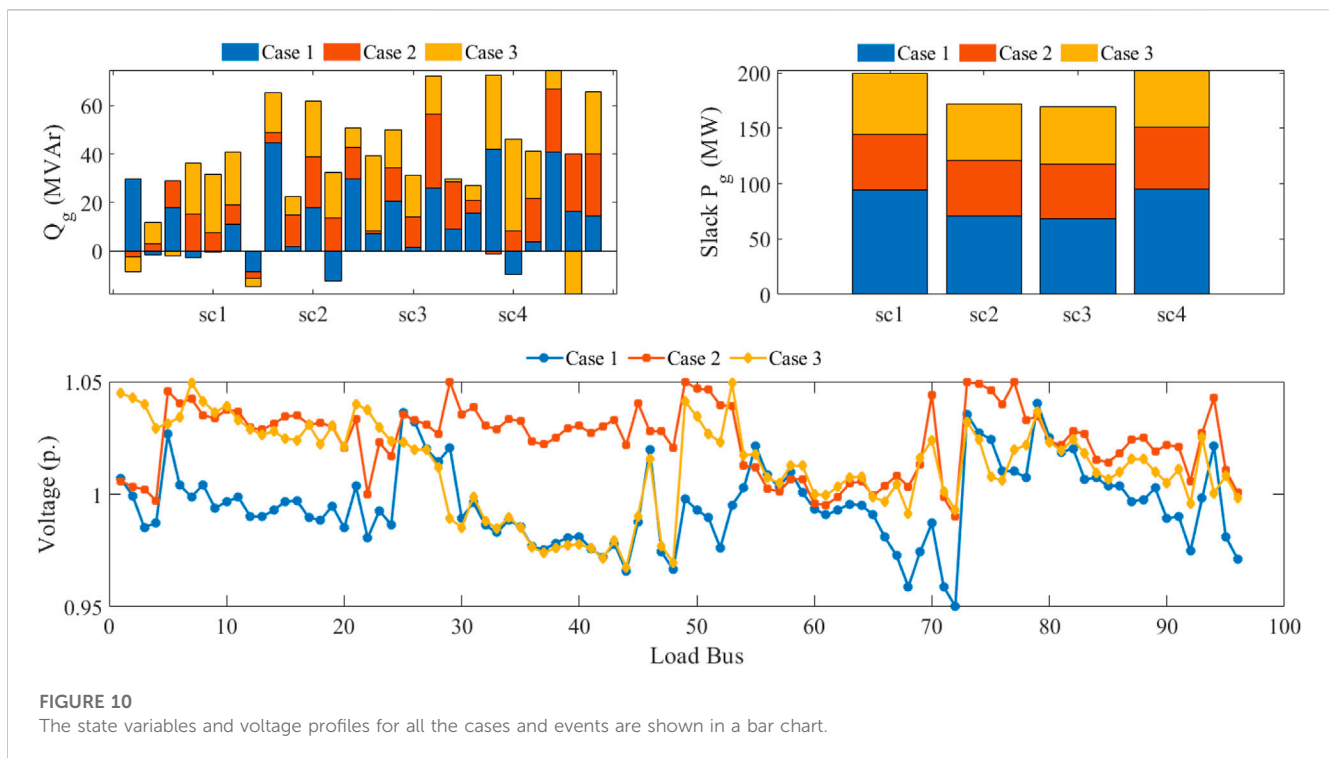 Case 1 Case 2 Case 3
Q_g (MVAr)
60
40
20
0
sc1 sc2 sc3 sc4
Case 1 Case 2 Case 3
Slack P_g (MW)
200
150
100
50
0
sc1 sc2 sc3 sc4
Case 1 Case 2 Case 3
Voltage (p.)
1.05
1
0.95
0 10 20 30 40 50 60 70 80 90 100
Load Bus
FIGURE 10
The state variables and voltage profiles for all the cases and events are shown in a bar chart.